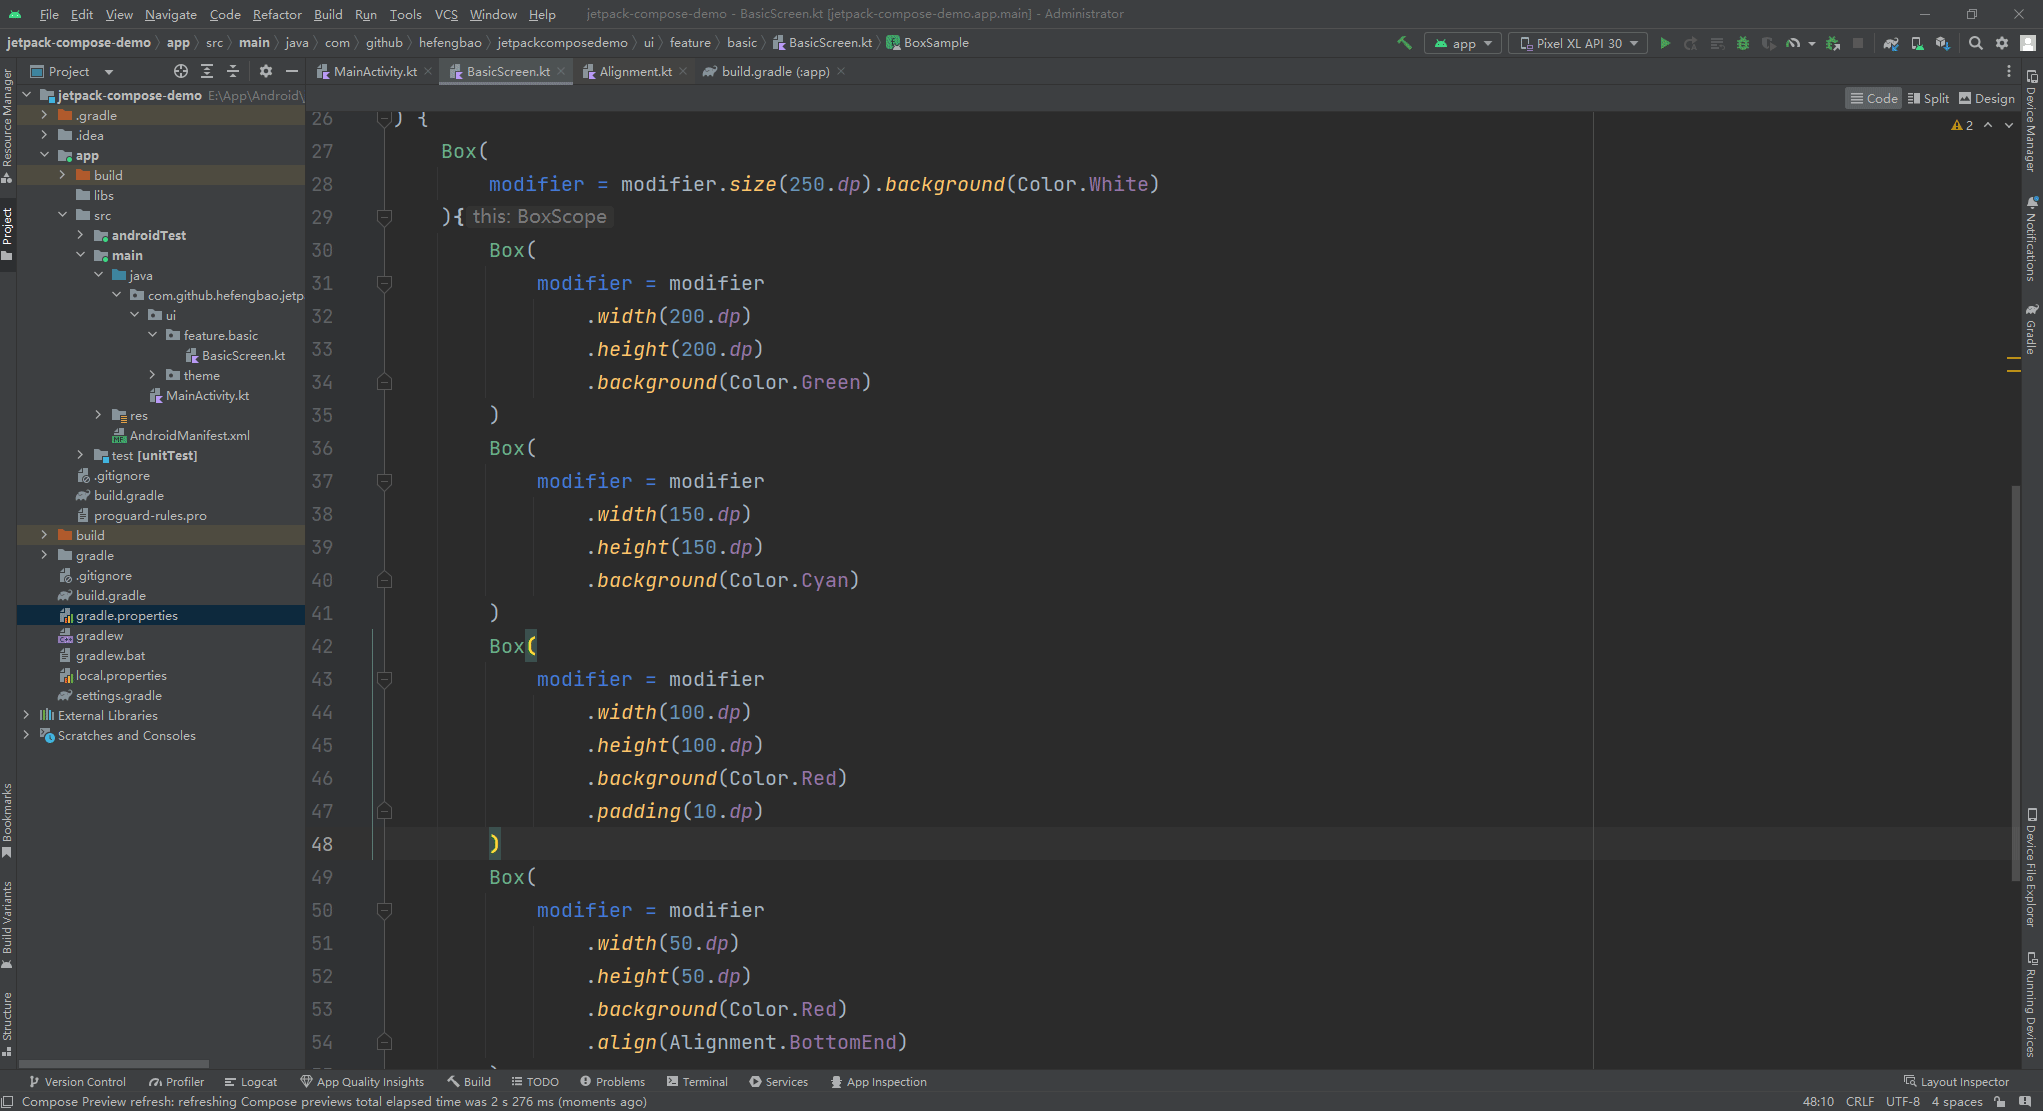 File Edit View Navigate Code Refactor Build Run Tools VCS Window Help jetpack-compose-demo - BasicScreen.kt [jetpack-compose-demo.app.main] - Administrator
jetpack-compose-demo app src main java com github hefengbao jetpackcomposedemo ui feature basic BasicScreen.kt BoxSample app Pixel XL API 30
Project MainActivity.kt BasicScreen.kt Alignment.kt build.gradle (:app)
Code Split Design
2
Resource Manager
Project
Bookmarks
Build Variants
Structure
jetpack-compose-demo E:\App\Android\
.gradle
.idea
app
build
libs
src
androidTest
main
java
com.github.hefengbao.jetp
ui
feature.basic
BasicScreen.kt
theme
MainActivity.kt
res
AndroidManifest.xml
test [unitTest]
.gitignore
build.gradle
proguard-rules.pro
build
gradle
.gitignore
build.gradle
gradle.properties
gradlew
gradlew.bat
local.properties
settings.gradle
External Libraries
Scratches and Consoles
26 ) {
27 Box(
28 modifier = modifier.size(250.dp).background(Color.White)
29 ){ this: BoxScope
30 Box(
31 modifier = modifier
32 .width(200.dp)
33 .height(200.dp)
34 .background(Color.Green)
35 )
36 Box(
37 modifier = modifier
38 .width(150.dp)
39 .height(150.dp)
40 .background(Color.Cyan)
41 )
42 Box(
43 modifier = modifier
44 .width(100.dp)
45 .height(100.dp)
46 .background(Color.Red)
47 .padding(10.dp)
48 )
49 Box(
50 modifier = modifier
51 .width(50.dp)
52 .height(50.dp)
53 .background(Color.Red)
54 .align(Alignment.BottomEnd)
Device Manager
Notifications
Gradle
Device File Explorer
Running Devices
Version Control Profiler Logcat App Quality Insights Build TODO Problems Terminal Services App Inspection Layout Inspector
Compose Preview refresh: refreshing Compose previews total elapsed time was 2 s 276 ms (moments ago) 48:10 CRLF UTF-8 4 spaces